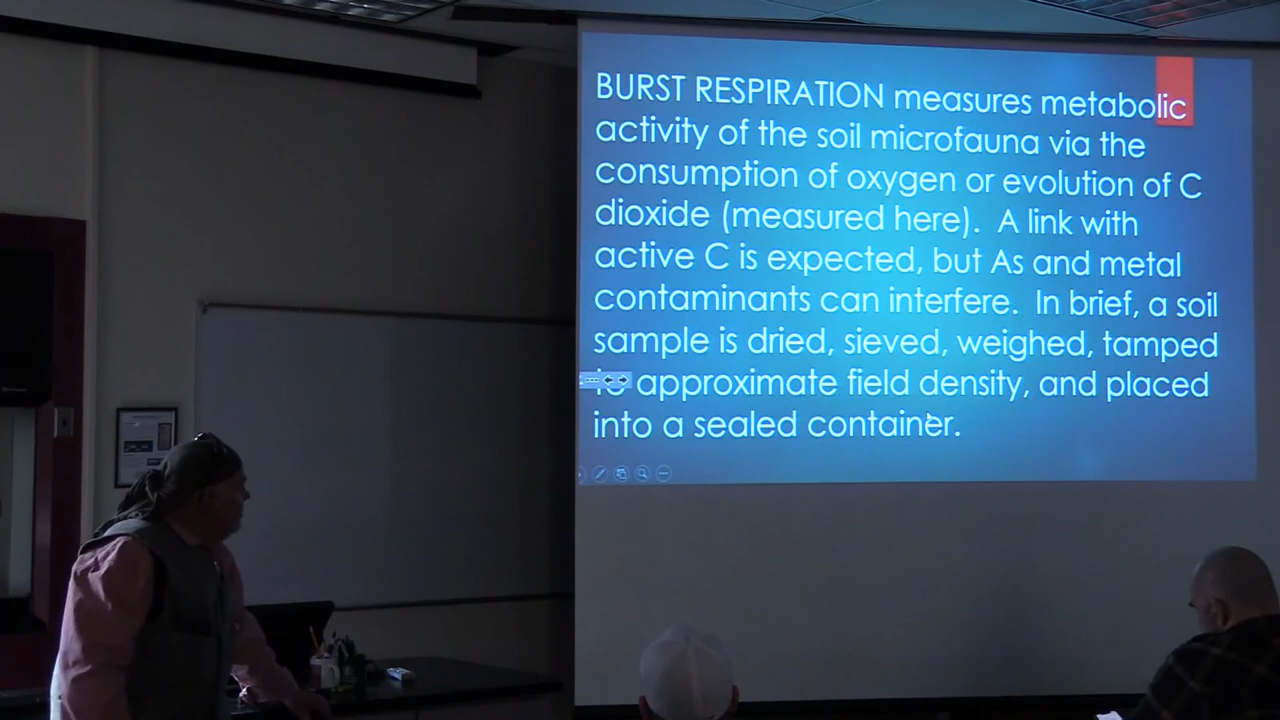 BURST RESPIRATION measures metabolic
activity of the soil microfauna via the
consumption of oxygen or evolution of C
dioxide (measured here).  A link with
active C is expected, but As and metal
contaminants can interfere.  In brief, a soil
sample is dried, sieved, weighed, tamped
to approximate field density, and placed
into a sealed container.